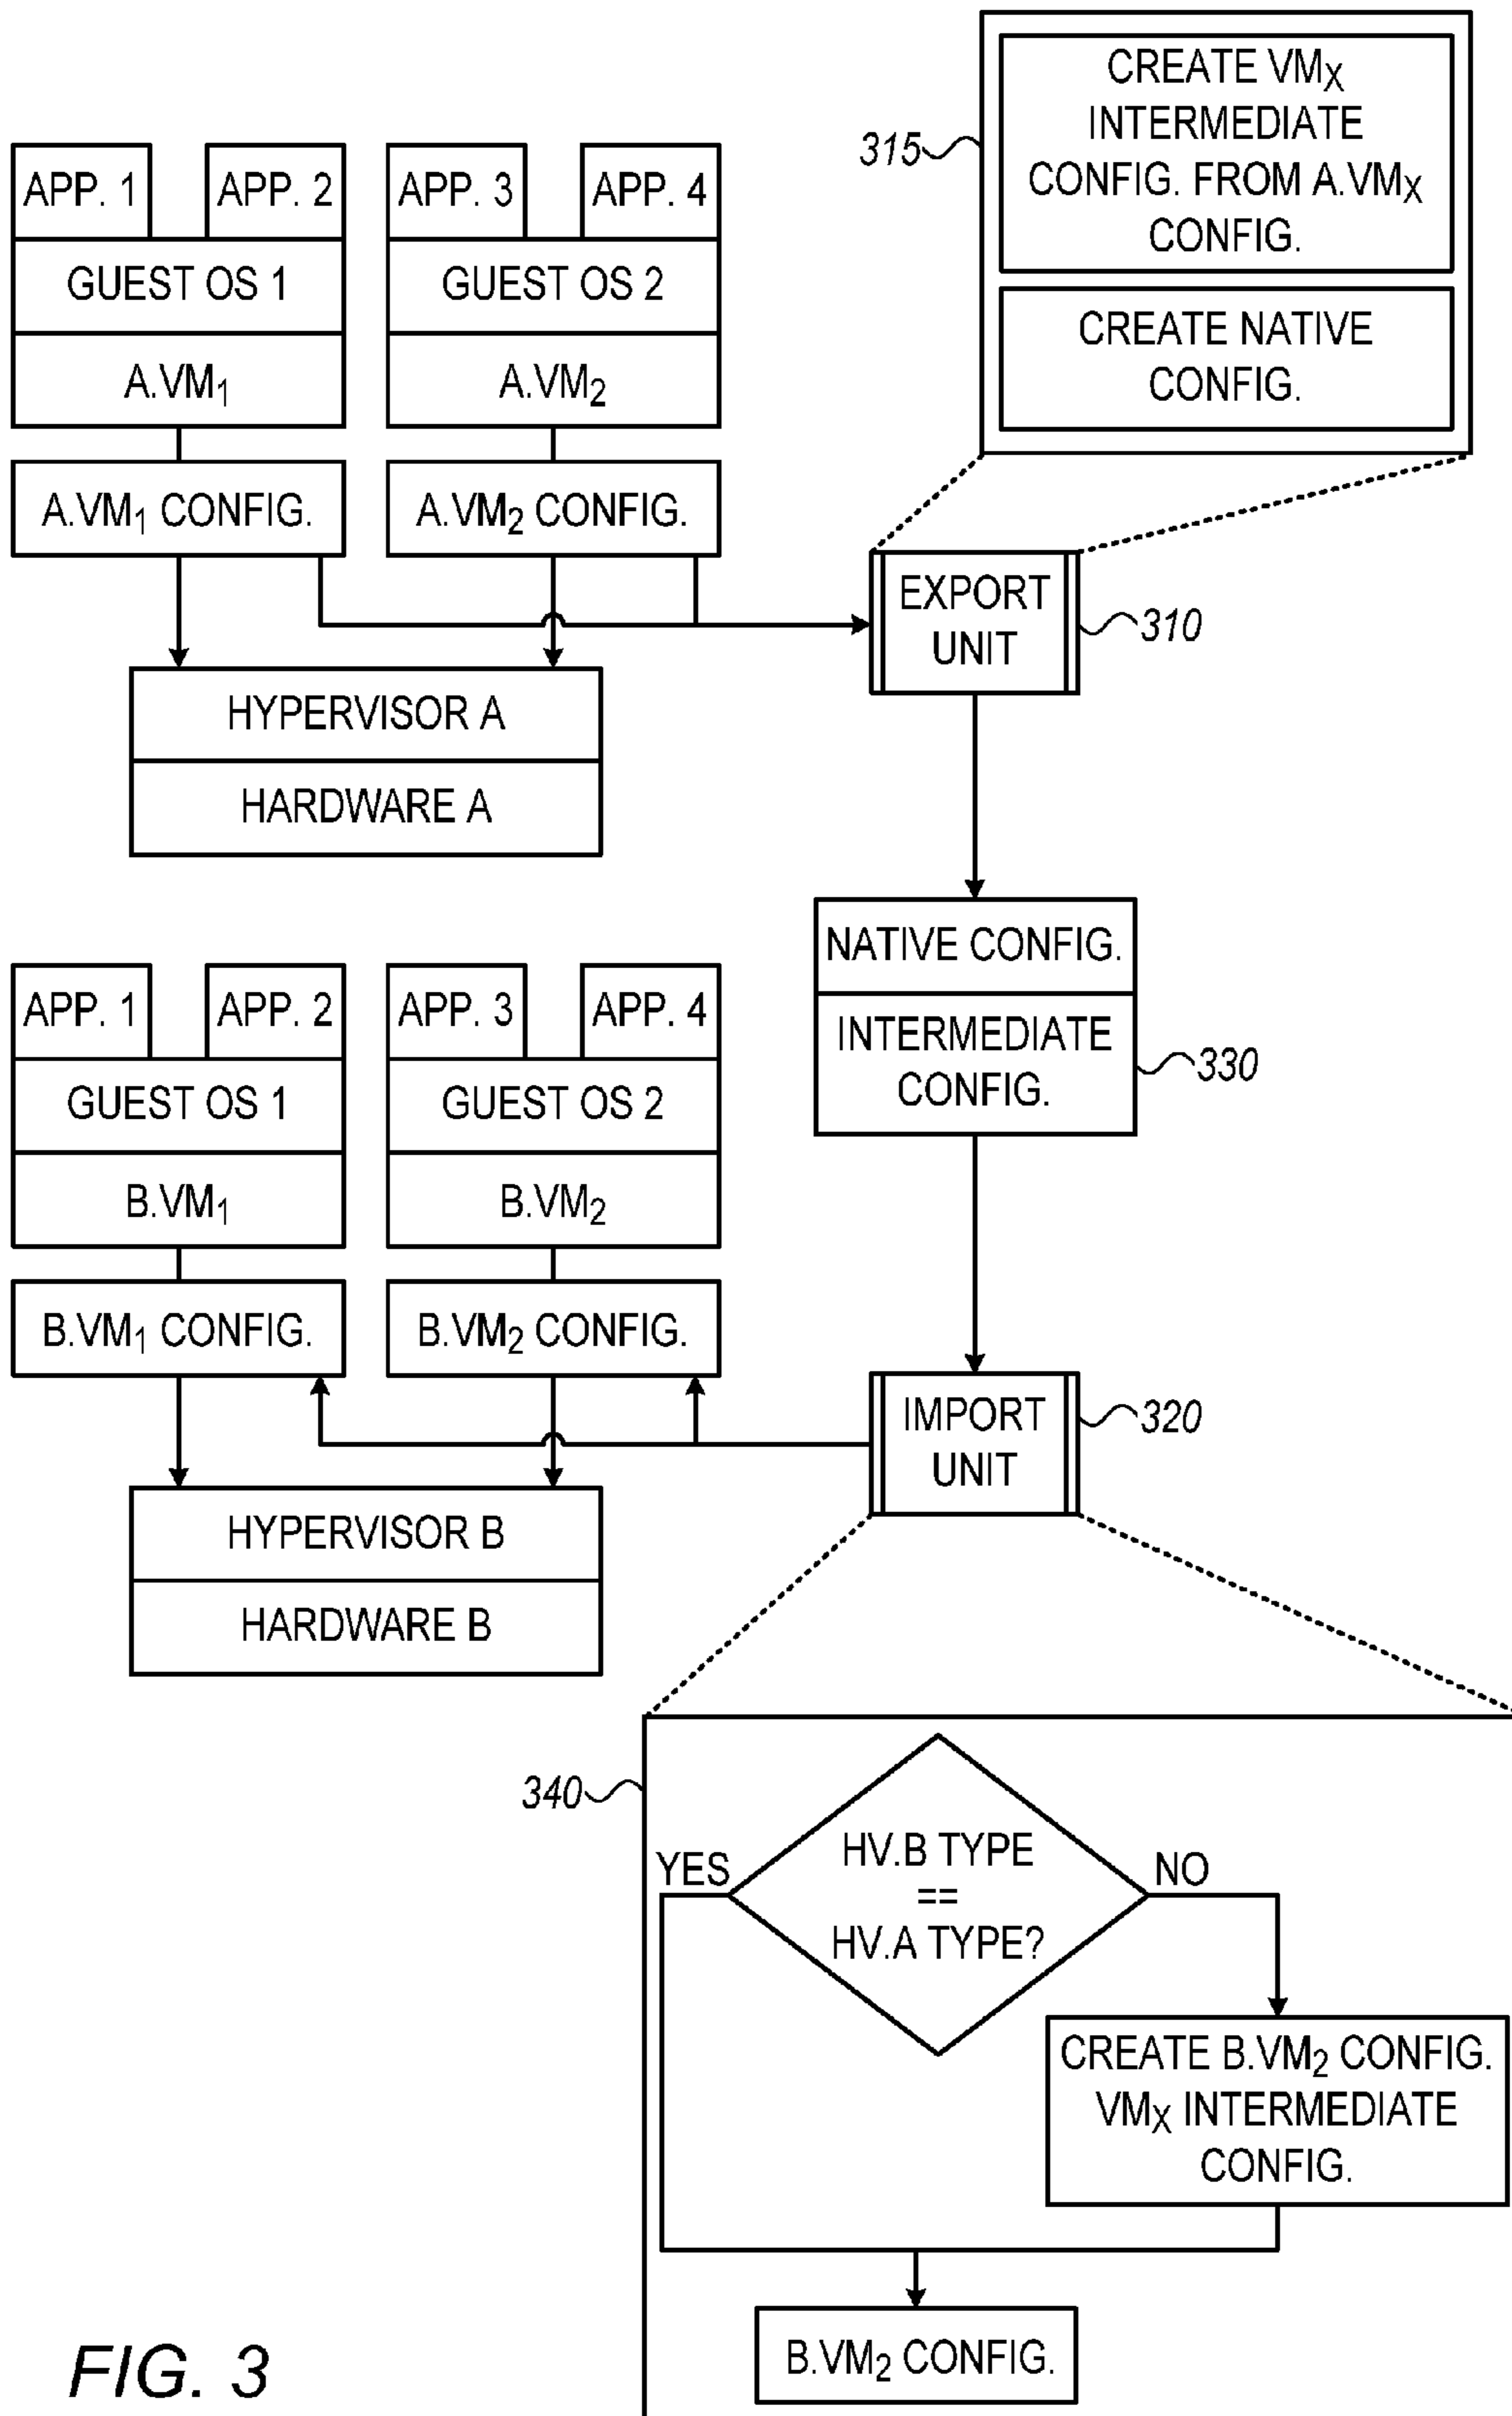 CREATE VMX
INTERMEDIATE
CONFIG. FROM A.VMX
CONFIG.
CREATE NATIVE
CONFIG.
315
APP. 1
APP. 2
APP. 3
APP. 4
GUEST OS 1
GUEST OS 2
A.VM1
A.VM2
A.VM1 CONFIG.
A.VM2 CONFIG.
EXPORT
UNIT
310
HYPERVISOR A
HARDWARE A
NATIVE CONFIG.
INTERMEDIATE
CONFIG.
330
APP. 1
APP. 2
APP. 3
APP. 4
GUEST OS 1
GUEST OS 2
B.VM1
B.VM2
B.VM1 CONFIG.
B.VM2 CONFIG.
IMPORT
UNIT
320
HYPERVISOR B
HARDWARE B
340
HV.B TYPE
==
HV.A TYPE?
YES
NO
CREATE B.VM2 CONFIG.
VMX INTERMEDIATE
CONFIG.
B.VM2 CONFIG.
FIG. 3